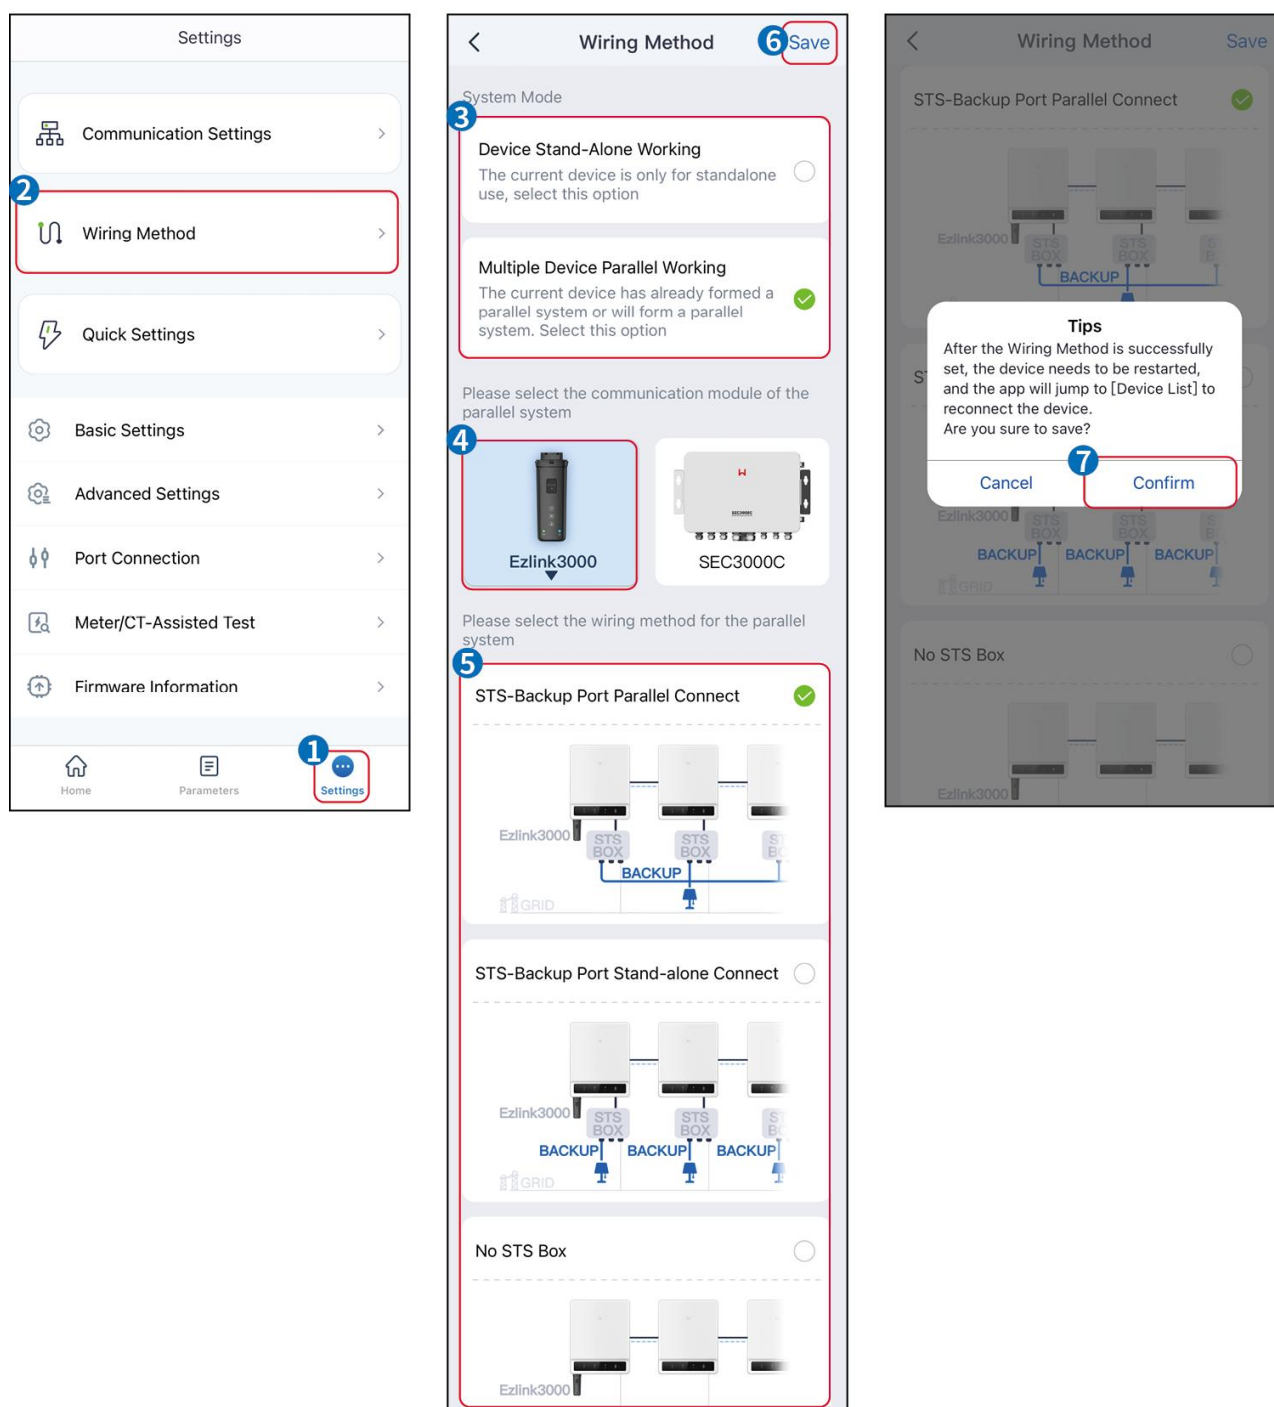 Settings
Communication Settings
2
Wiring Method
Quick Settings
Basic Settings
Advanced Settings
Port Connection
Meter/CT-Assisted Test
Firmware Information
1
Home
Parameters
Settings
Wiring Method
6
Save
System Mode
3
Device Stand-Alone Working
The current device is only for standalone
use, select this option
Multiple Device Parallel Working
The current device has already formed a
parallel system or will form a parallel
system. Select this option
Please select the communication module of the
parallel system
4
Ezlink3000
SEC3000C
SEC3000C
Please select the wiring method for the parallel
system
5
STS-Backup Port Parallel Connect
Ezlink3000
STS
BOX
STS
BOX
BACKUP
GRID
STS-Backup Port Stand-alone Connect
Ezlink3000
STS
BOX
STS
BOX
BACKUP
BACKUP
BACKUP
GRID
No STS Box
Ezlink3000
Wiring Method
Save
STS-Backup Port Parallel Connect
Ezlink3000
STS
BOX
STS
BOX
BACKUP
Tips
After the Wiring Method is successfully
set, the device needs to be restarted,
and the app will jump to [Device List] to
reconnect the device.
Are you sure to save?
7
Cancel
Confirm
Ezlink3000
STS
BOX
STS
BOX
BACKUP
BACKUP
BACKUP
GRID
No STS Box
Ezlink3000